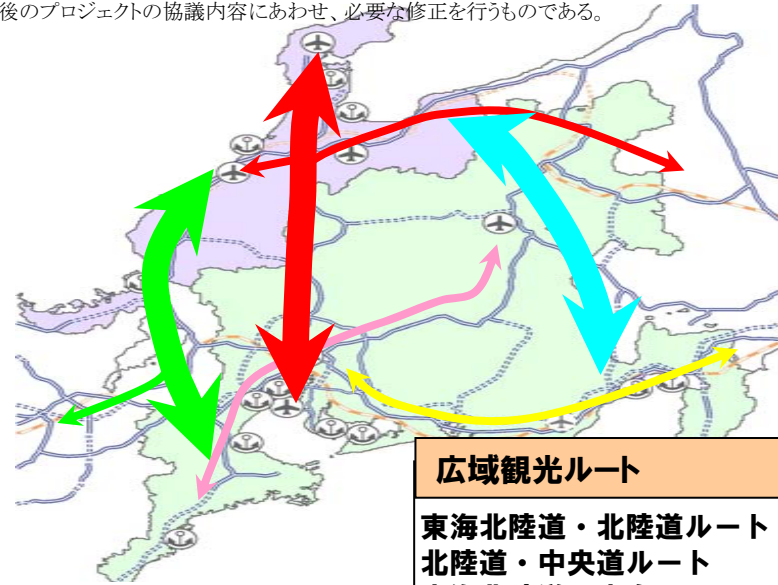 後のプロジェクトの協議内容にあわせ、必要な修正を行うものである。
広域観光ルート
東海北陸道・北陸道ルート
北陸道・中央道ルート